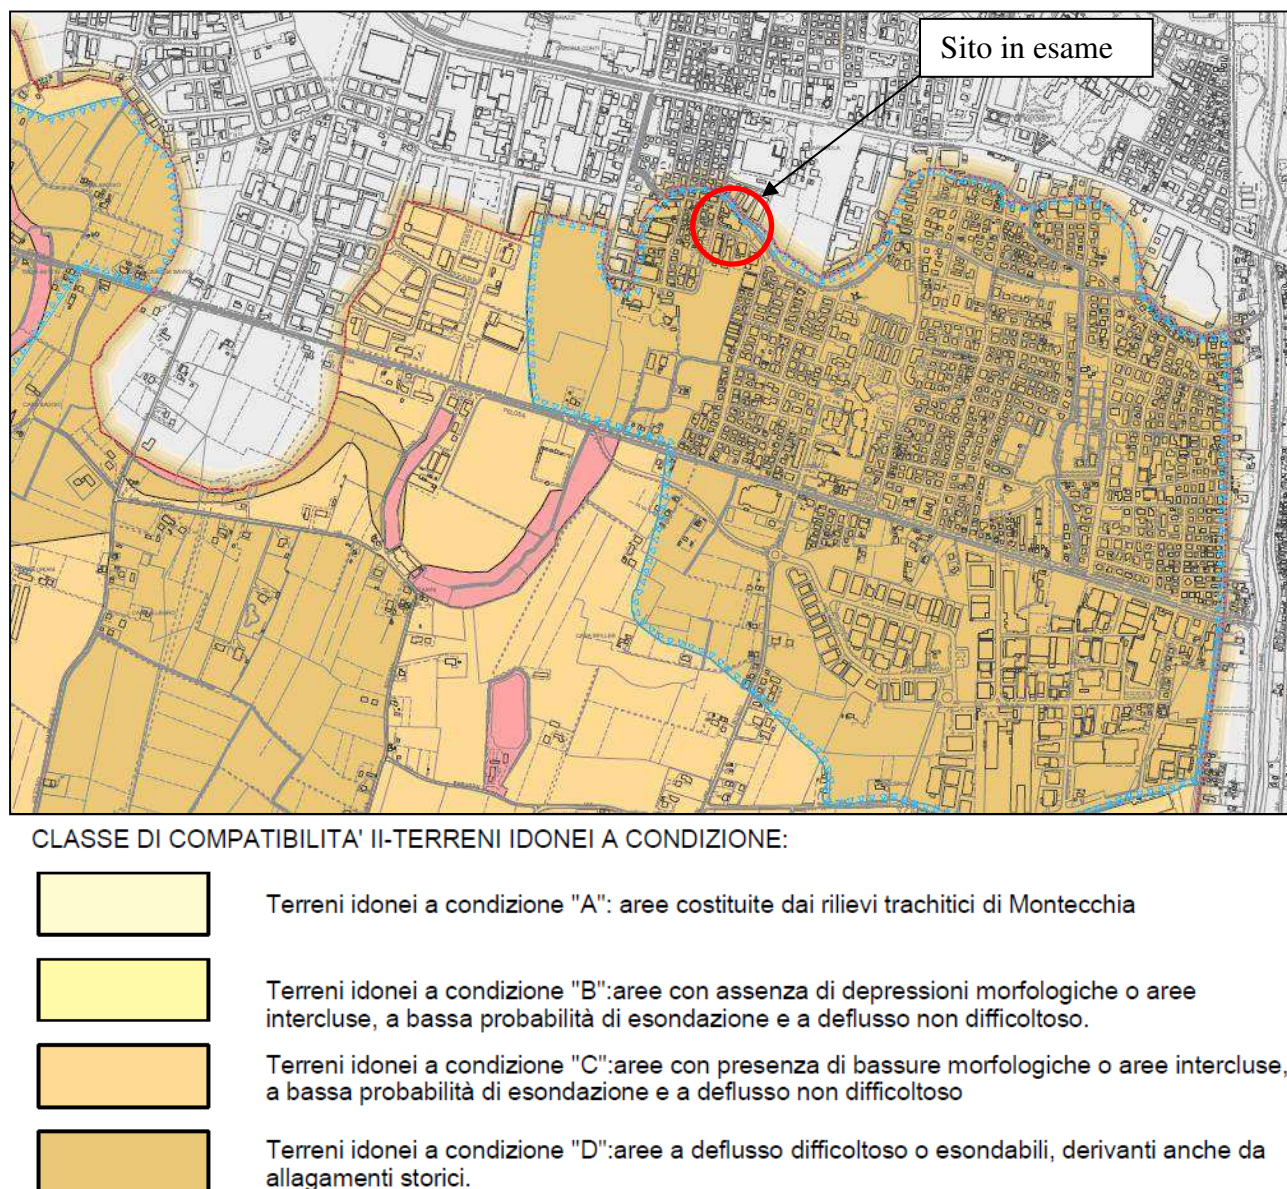 Sito in esame
CLASSE DI COMPATIBILITA' II-TERRENI IDONEI A CONDIZIONE:
Terreni idonei a condizione "A": aree costituite dai rilievi trachitici di Montecchia
Terreni idonei a condizione "B":aree con assenza di depressioni morfologiche o aree
intercluse, a bassa probabilità di esondazione e a deflusso non difficoltoso.
Terreni idonei a condizione "C":aree con presenza di bassure morfologiche o aree intercluse,
a bassa probabilità di esondazione e a deflusso non difficoltoso
Terreni idonei a condizione "D":aree a deflusso difficoltoso o esondabili, derivanti anche da
allagamenti storici.